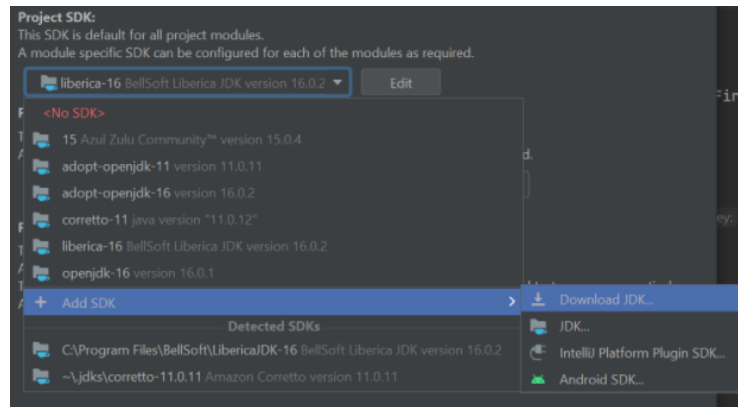 Project SDK:
This SDK is default for all project modules.
A module specific SDK can be configured for each of the modules as required.
liberica-16 BellSoft Liberica JDK version 16.0.2
Edit
<No SDK>
15 Azul Zulu Community™ version 15.0.4
adopt-openjdk-11 version 11.0.11
adopt-openjdk-16 version 16.0.2
corretto-11 java version "11.0.12"
liberica-16 BellSoft Liberica JDK version 16.0.2
openjdk-16 version 16.0.1
Add SDK
Download JDK...
JDK...
IntelliJ Platform Plugin SDK...
Android SDK...
Detected SDKs
C:\Program Files\BellSoft\LibericaJDK-16 BellSoft Liberica JDK version 16.0.2
~\.jdks\corretto-11.0.11 Amazon Corretto version 11.0.11